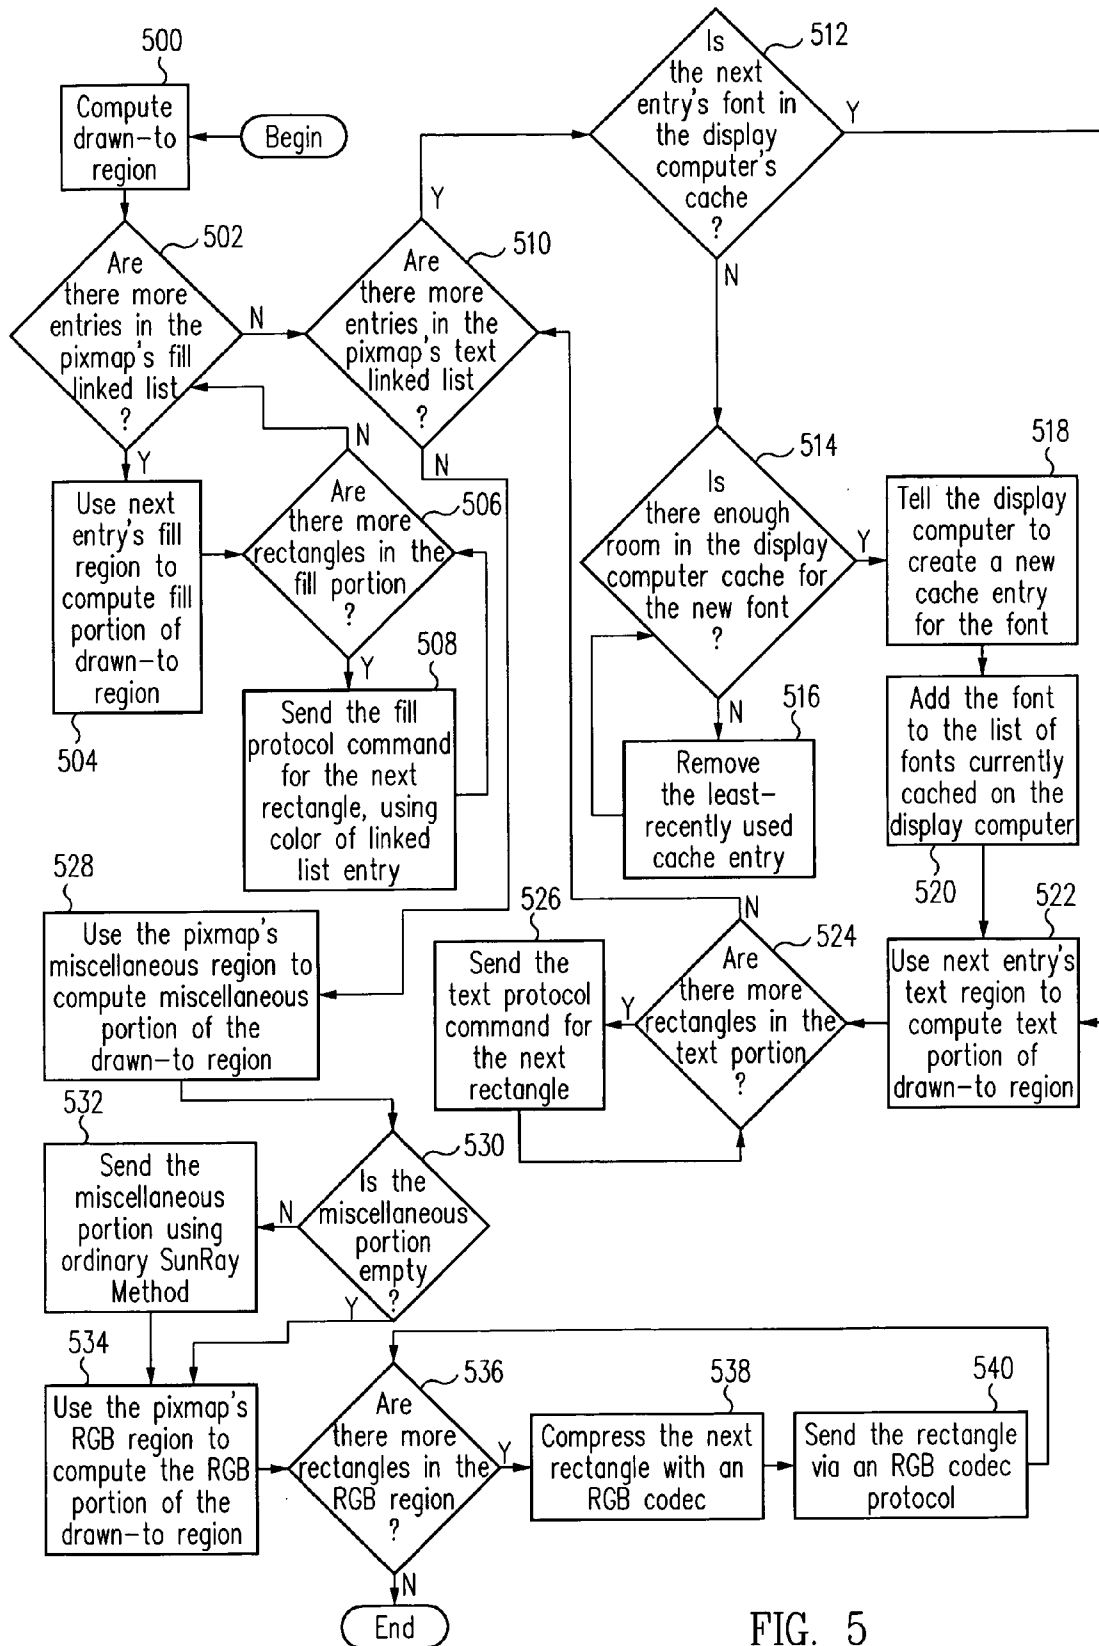 500
Compute
drawn-to
region
Begin
502
Are
there more
entries in the
pixmap's fill
linked list
?
N
Y
504
Use next
entry's fill
region to
compute fill
portion of
drawn-to
region
506
Are
there more
rectangles in the
fill portion
?
N
Y
508
Send the fill
protocol command
for the next
rectangle, using
color of linked
list entry
510
Are
there more
entries in the
pixmap's text
linked list
?
Y
N
512
Is
the next
entry's font in
the display
computer's
cache
?
Y
N
514
Is
there enough
room in the display
computer cache for
the new font
?
Y
N
516
Remove
the least-
recently used
cache entry
518
Tell the display
computer to
create a new
cache entry
for the font
520
Add the font
to the list of
fonts currently
cached on the
display computer
522
Use next entry's
text region to
compute text
portion of
drawn-to region
524
Are
there more
rectangles in the
text portion
?
N
Y
526
Send the
text protocol
command for
the next
rectangle
528
Use the pixmap's
miscellaneous region to
compute miscellaneous
portion of the
drawn-to region
530
Is the
miscellaneous
portion
empty
?
N
Y
532
Send the
miscellaneous
portion using
ordinary SunRay
Method
534
Use the pixmap's
RGB region to
compute the RGB
portion of the
drawn-to region
536
Are
there more
rectangles in the
RGB region
?
Y
N
538
Compress the next
rectangle with an
RGB codec
540
Send the rectangle
via an RGB codec
protocol
End
FIG. 5